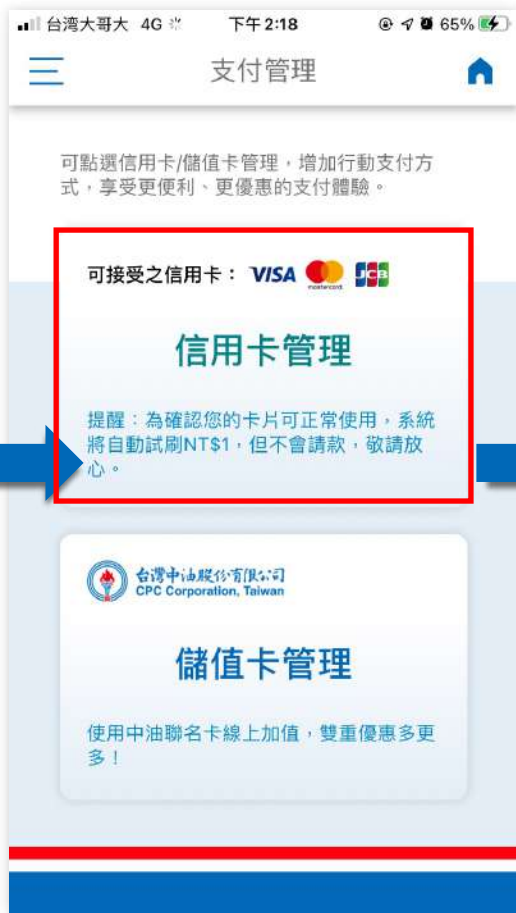 台湾大哥大 4G 下午2:18 65%
支付管理
可點選信用卡/儲值卡管理，增加行動支付方
式，享受更便利、更優惠的支付體驗。
可接受之信用卡： VISA mastercard JCB
信用卡管理
提醒：為確認您的卡片可正常使用，系統
將自動試刷NT$1，但不會請款，敬請放
心。
台灣中油股份有限公司
CPC Corporation, Taiwan
儲值卡管理
使用中油聯名卡線上加值，雙重優惠多更
多！